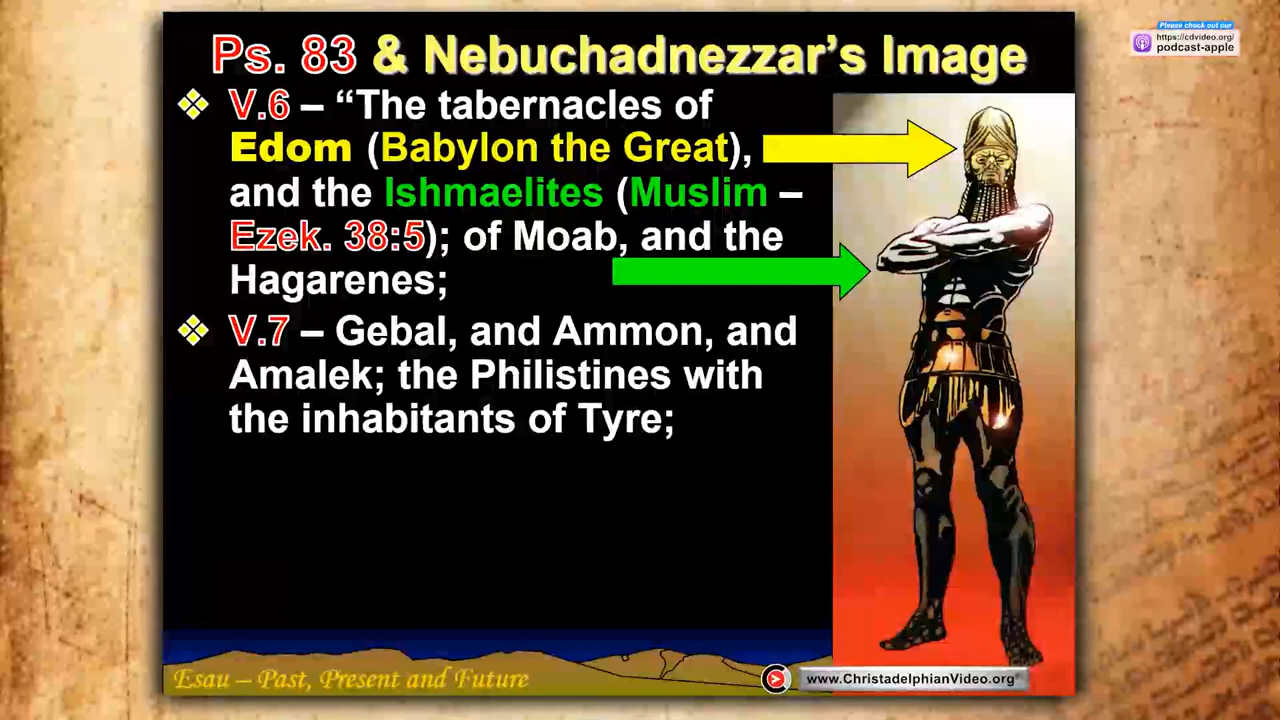 Please check out our
https://cdvideo.org/
podcast-apple
Ps. 83 & Nebuchadnezzar's Image
❖ V.6 – “The tabernacles of
Edom (Babylon the Great),
and the Ishmaelites (Muslim –
Ezek. 38:5); of Moab, and the
Hagarenes;
❖ V.7 – Gebal, and Ammon, and
Amalek; the Philistines with
the inhabitants of Tyre;
Esau – Past, Present and Future
www.ChristadelphianVideo.org